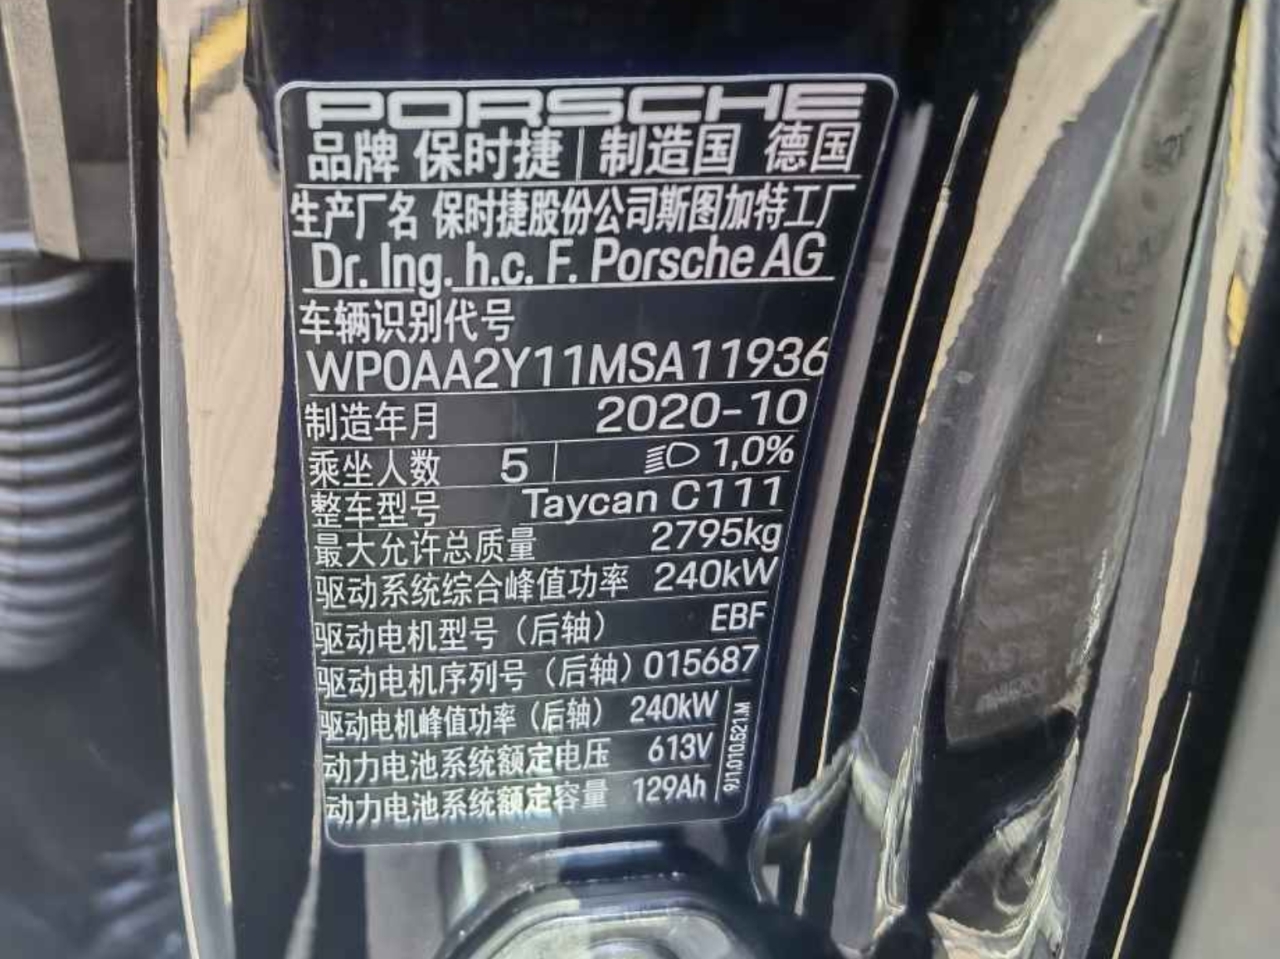 PORSCHE
品牌 保时捷 制造国 德国
生产厂名 保时捷股份公司斯图加特工厂
Dr. Ing. h.c. F. Porsche AG
车辆识别代号
WP0AA2Y11MSA11936
制造年月 2020-10
乘坐人数 5 1,0%
整车型号 Taycan C111
最大允许总质量 2795kg
驱动系统综合峰值功率 240kW
驱动电机型号（后轴） EBF
驱动电机序列号（后轴）015687
驱动电机峰值功率（后轴） 240kW
动力电池系统额定电压 613V
动力电池系统额定容量 129Ah
9J1.010.521.M